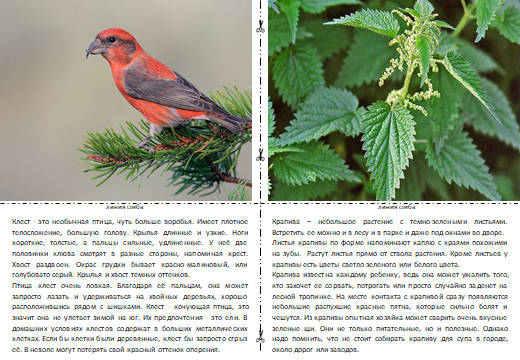 линия сгиба
Клест - это необычная птица, чуть больше воробья. Имеет плотное
телосложение, большую голову. Крылья длинные и узкие. Ноги
короткие, толстые, а пальцы сильные, удлиненные. У неё две
половинки клюва смотрят в разные стороны, напоминая крест.
Хвост раздвоен. Окрас грудки бывает красно-малиновый, или
голубовато-серый. Крылья и хвост темных оттенков.
Птица клест очень ловкая. Благодаря её пальцам, она может
запросто лазать и удерживаться на хвойных деревьях, хорошо
расположившись рядом с шишками. Клест - кочующая птица, это
значит она не улетает зимой на юг. Их предпочтения - это ели. В
домашних условиях клестов содержат в больших металлических
клетках. Если бы клетки были деревянные, клест бы запросто сгрыз
её. В неволе могут потерять свой красный оттенок оперения.
линия сгиба
Крапива – небольшое растение с темно-зелеными листьями.
Встретить ее можно и в лесу и в парке и даже под окнами во дворе.
Листья крапивы по форме напоминают каплю с краями похожими
на зубы. Растут листья прямо от ствола растения. Кроме листьев у
крапивы есть цветы светло зеленого или белого цвета.
Крапива известна каждому ребенку, ведь она может ужалить того,
кто захочет ее сорвать, потрогать или просто случайно заденет на
лесной тропинке. На месте контакта с крапивой сразу появляются
небольшие распухшие красные пятна, которые сильно болят и
чешутся. Из крапивы опытная хозяйка может сварить очень вкусные
зеленые щи. Они не только питательные, но и полезные. Однако
надо помнить, что не стоит собирать крапиву для супа в городе,
около дорог или заводов.